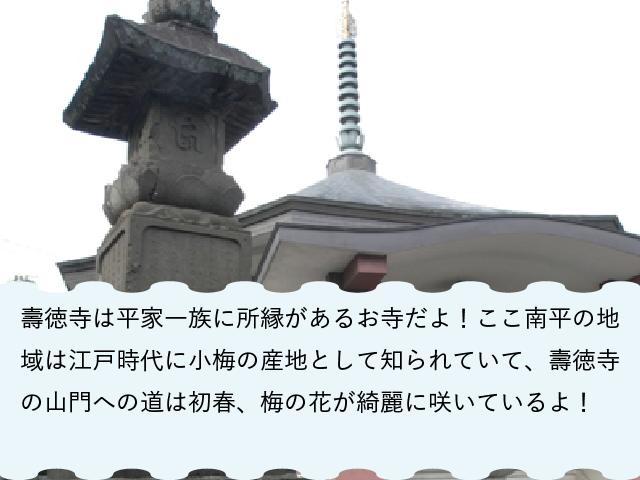 壽徳寺は平家一族に所縁があるお寺だよ！ここ南平の地
域は江戸時代に小梅の産地として知られていて、壽徳寺
の山門への道は初春、梅の花が綺麗に咲いているよ！